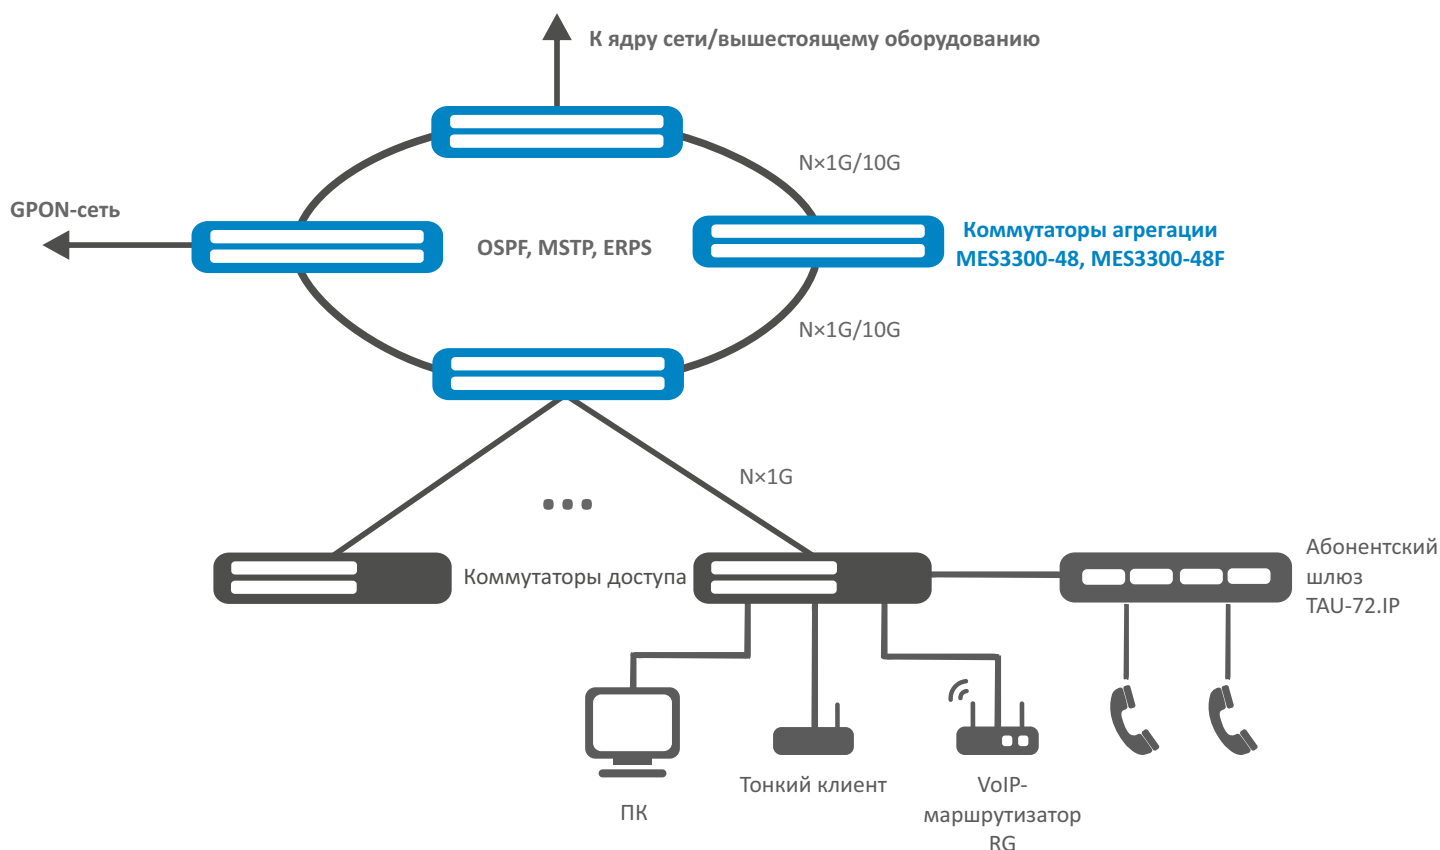 К ядру сети/вышестоящему оборудованию
N×1G/10G
GPON-сеть
OSPF, MSTP, ERPS
Коммутаторы агрегации
MES3300-48, MES3300-48F
N×1G/10G
N×1G
Коммутаторы доступа
Абонентский
шлюз
TAU-72.IP
ПК
Тонкий клиент
VoIP-
маршрутизатор
RG